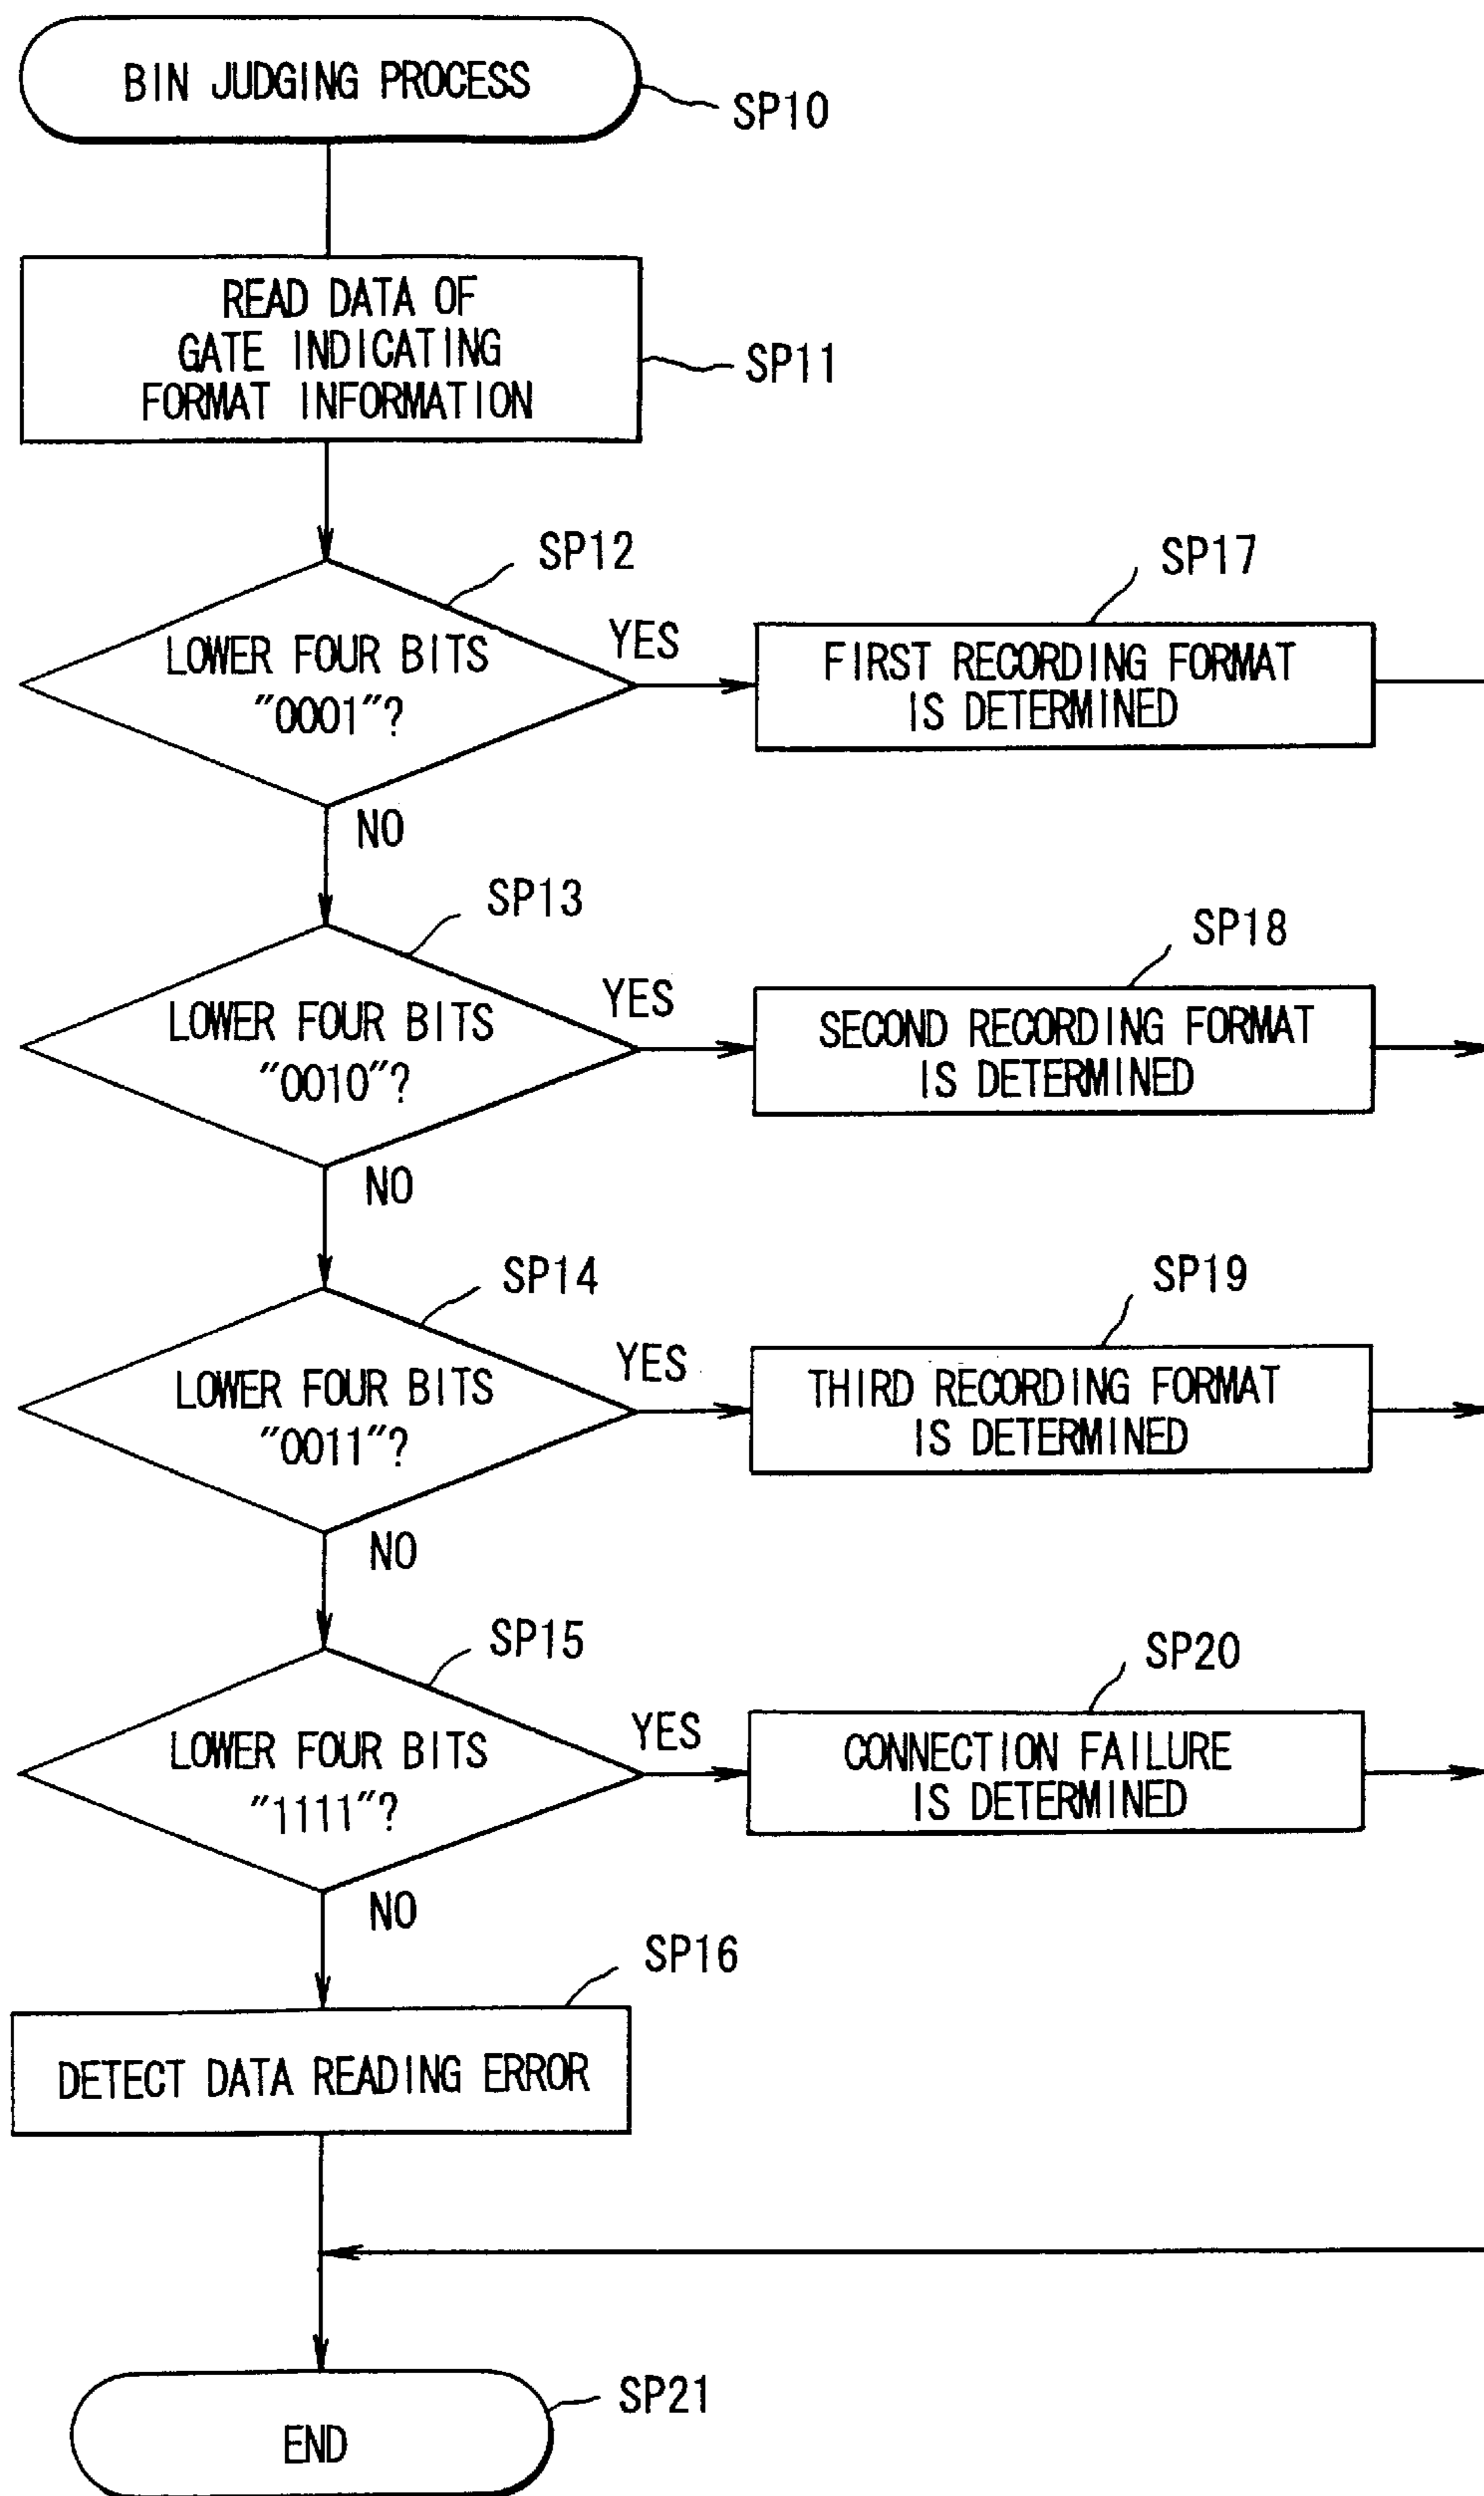 BIN JUDGING PROCESS
SP10
READ DATA OF
GATE INDICATING
FORMAT INFORMATION
SP11
SP12
LOWER FOUR BITS
"0001"?
YES
NO
SP17
FIRST RECORDING FORMAT
IS DETERMINED
SP13
LOWER FOUR BITS
"0010"?
YES
NO
SP18
SECOND RECORDING FORMAT
IS DETERMINED
SP14
LOWER FOUR BITS
"0011"?
YES
NO
SP19
THIRD RECORDING FORMAT
IS DETERMINED
SP15
LOWER FOUR BITS
"1111"?
YES
NO
SP20
CONNECTION FAILURE
IS DETERMINED
SP16
DETECT DATA READING ERROR
SP21
END